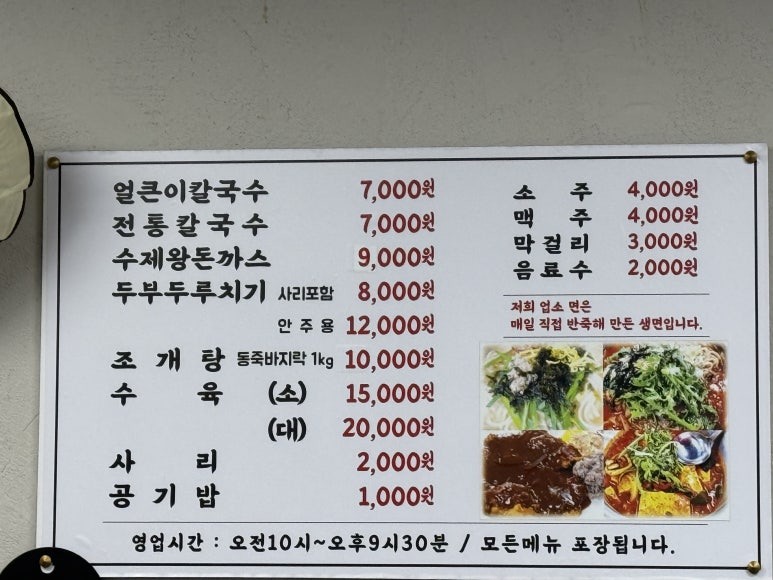 얼큰이칼국수 7,000원
전통칼국수 7,000원
수제왕돈까스 9,000원
두부두루치기 사리포함 8,000원
안주용 12,000원
조개탕 동죽바지락 1kg 10,000원
수육 (소) 15,000원
(대) 20,000원
사리 2,000원
공기밥 1,000원
소주 4,000원
맥주 4,000원
막걸리 3,000원
음료수 2,000원
저희 업소 면은
매일 직접 반죽해 만든 생면입니다.
영업시간 : 오전10시~오후9시30분 / 모든메뉴 포장됩니다.